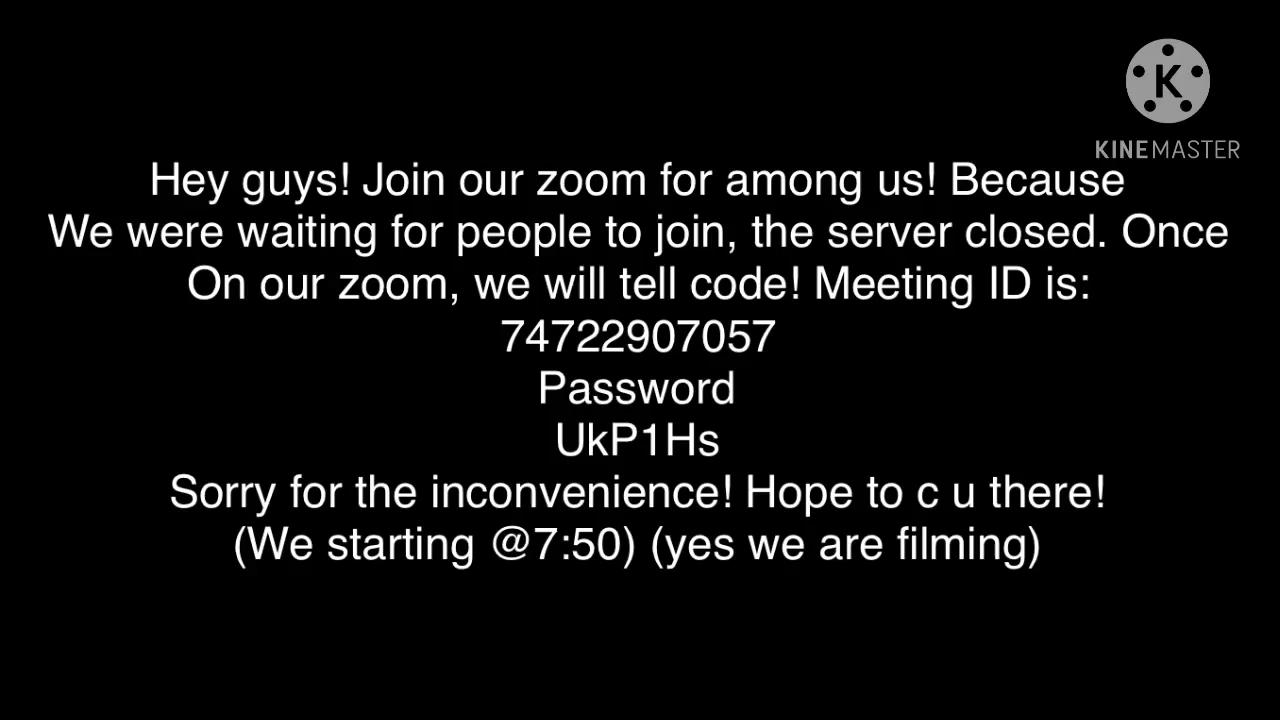 K
KINEMASTER
Hey guys! Join our zoom for among us! Because
We were waiting for people to join, the server closed. Once
On our zoom, we will tell code! Meeting ID is:
74722907057
Password
UkP1Hs
Sorry for the inconvenience! Hope to c u there!
(We starting @7:50) (yes we are filming)